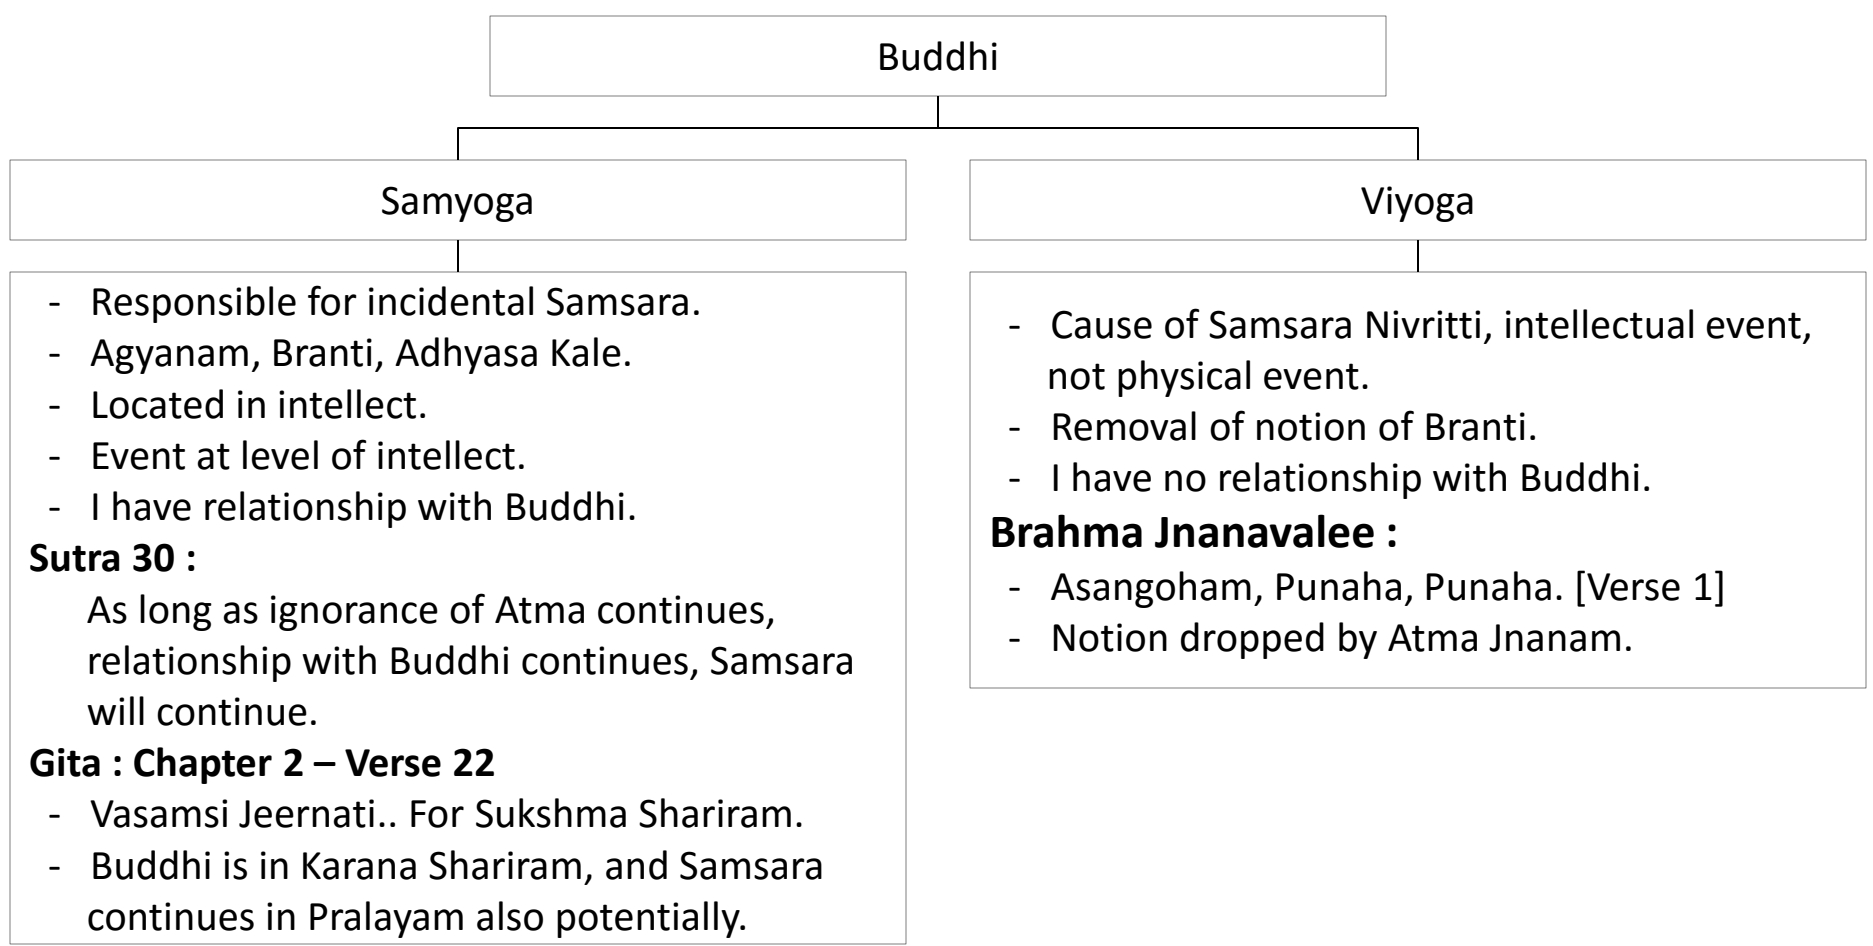 Buddhi
Samyoga
- Responsible for incidental Samsara.
- Agyanam, Branti, Adhyasa Kale.
- Located in intellect.
- Event at level of intellect.
- I have relationship with Buddhi.
Sutra 30 :
As long as ignorance of Atma continues,
relationship with Buddhi continues, Samsara
will continue.
Gita : Chapter 2 – Verse 22
- Vasamsi Jeernati.. For Sukshma Shariram.
- Buddhi is in Karana Shariram, and Samsara
continues in Pralayam also potentially.
Viyoga
- Cause of Samsara Nivritti, intellectual event,
not physical event.
- Removal of notion of Branti.
- I have no relationship with Buddhi.
Brahma Jnanavalee :
- Asangoham, Punaha, Punaha. [Verse 1]
- Notion dropped by Atma Jnanam.